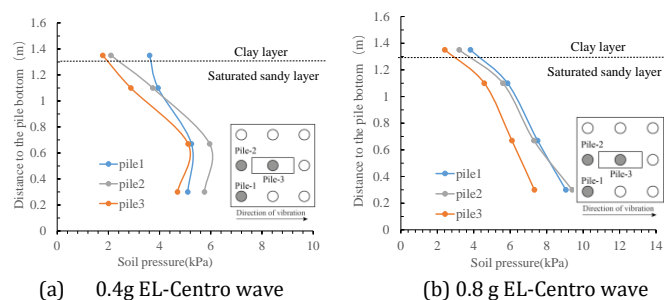 (a)
1.6
1.4
1.2
1
0.8
0.6
0.4
0.2
0
Distance to the pile bottom （m）
Clay layer
Saturated sandy layer
pile1
pile2
pile3
Pile-2
Pile-3
Pile-1
Direction of vibration
0 2 4 6 8 10
Soil pressure(kPa)
(a) 0.4g EL-Centro wave
(b)
1.6
1.4
1.2
1
0.8
0.6
0.4
0.2
0
Distance to the pile bottom （m）
Clay layer
Saturated sandy layer
pile1
pile2
pile3
Pile-2
Pile-3
Pile-1
Direction of vibration
0 2 4 6 8 10 12 14
Soil pressure(kPa)
(b) 0.8 g EL-Centro wave